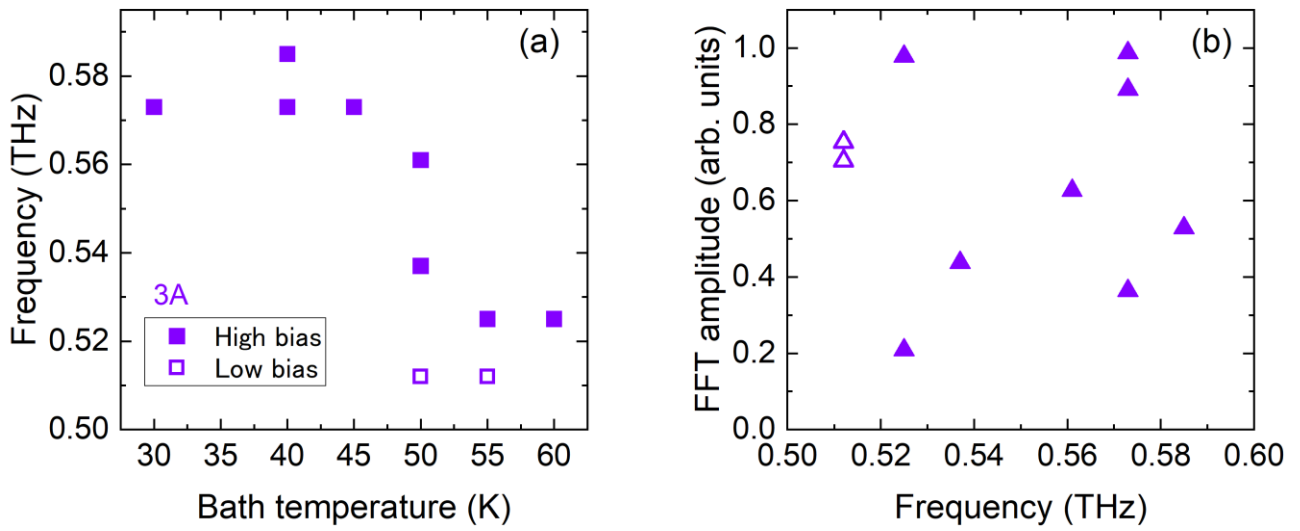 (a)
Frequency (THz)
0.58
0.56
0.54
0.52
0.50
3A
High bias
Low bias
30 35 40 45 50 55 60
Bath temperature (K)
(b)
FFT amplitude (arb. units)
1.0
0.8
0.6
0.4
0.2
0.0
0.50 0.52 0.54 0.56 0.58 0.60
Frequency (THz)